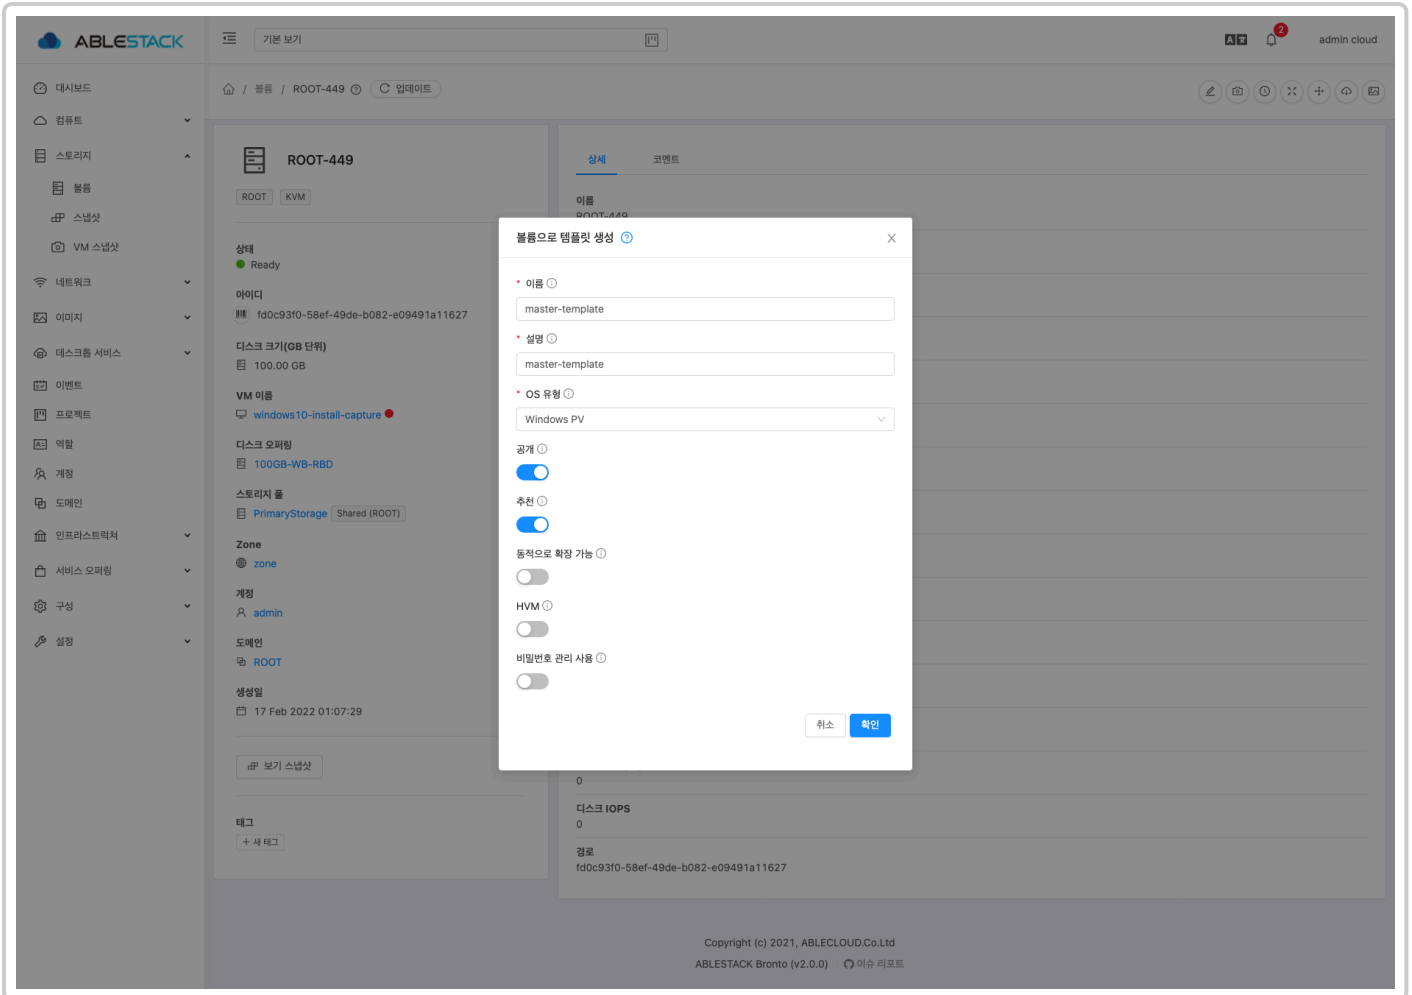 ABLESTACK
기본 보기
2
admin cloud
대시보드
컴퓨트
스토리지
볼륨
스냅샷
VM 스냅샷
네트워크
이미지
데스크톱 서비스
이벤트
프로젝트
역할
계정
도메인
인프라스트럭쳐
서비스 오퍼링
구성
설정
/ 볼륨 / ROOT-449 업데이트
ROOT-449
ROOT KVM
상태
Ready
아이디
fd0c93f0-58ef-49de-b082-e09491a11627
디스크 크기(GB 단위)
100.00 GB
VM 이름
windows10-install-capture
디스크 오퍼링
100GB-WB-RBD
스토리지 풀
PrimaryStorage Shared (ROOT)
Zone
zone
계정
admin
도메인
ROOT
생성일
17 Feb 2022 01:07:29
보기 스냅샷
태그
+ 새 태그
상세 코멘트
이름
ROOT-449
볼륨으로 템플릿 생성
* 이름
master-template
* 설명
master-template
* OS 유형
Windows PV
공개
추천
동적으로 확장 가능
HVM
비밀번호 관리 사용
취소 확인
0
디스크 IOPS
0
경로
fd0c93f0-58ef-49de-b082-e09491a11627
Copyright (c) 2021, ABLECLOUD.Co.Ltd
ABLESTACK Bronto (v2.0.0) 이슈 리포트